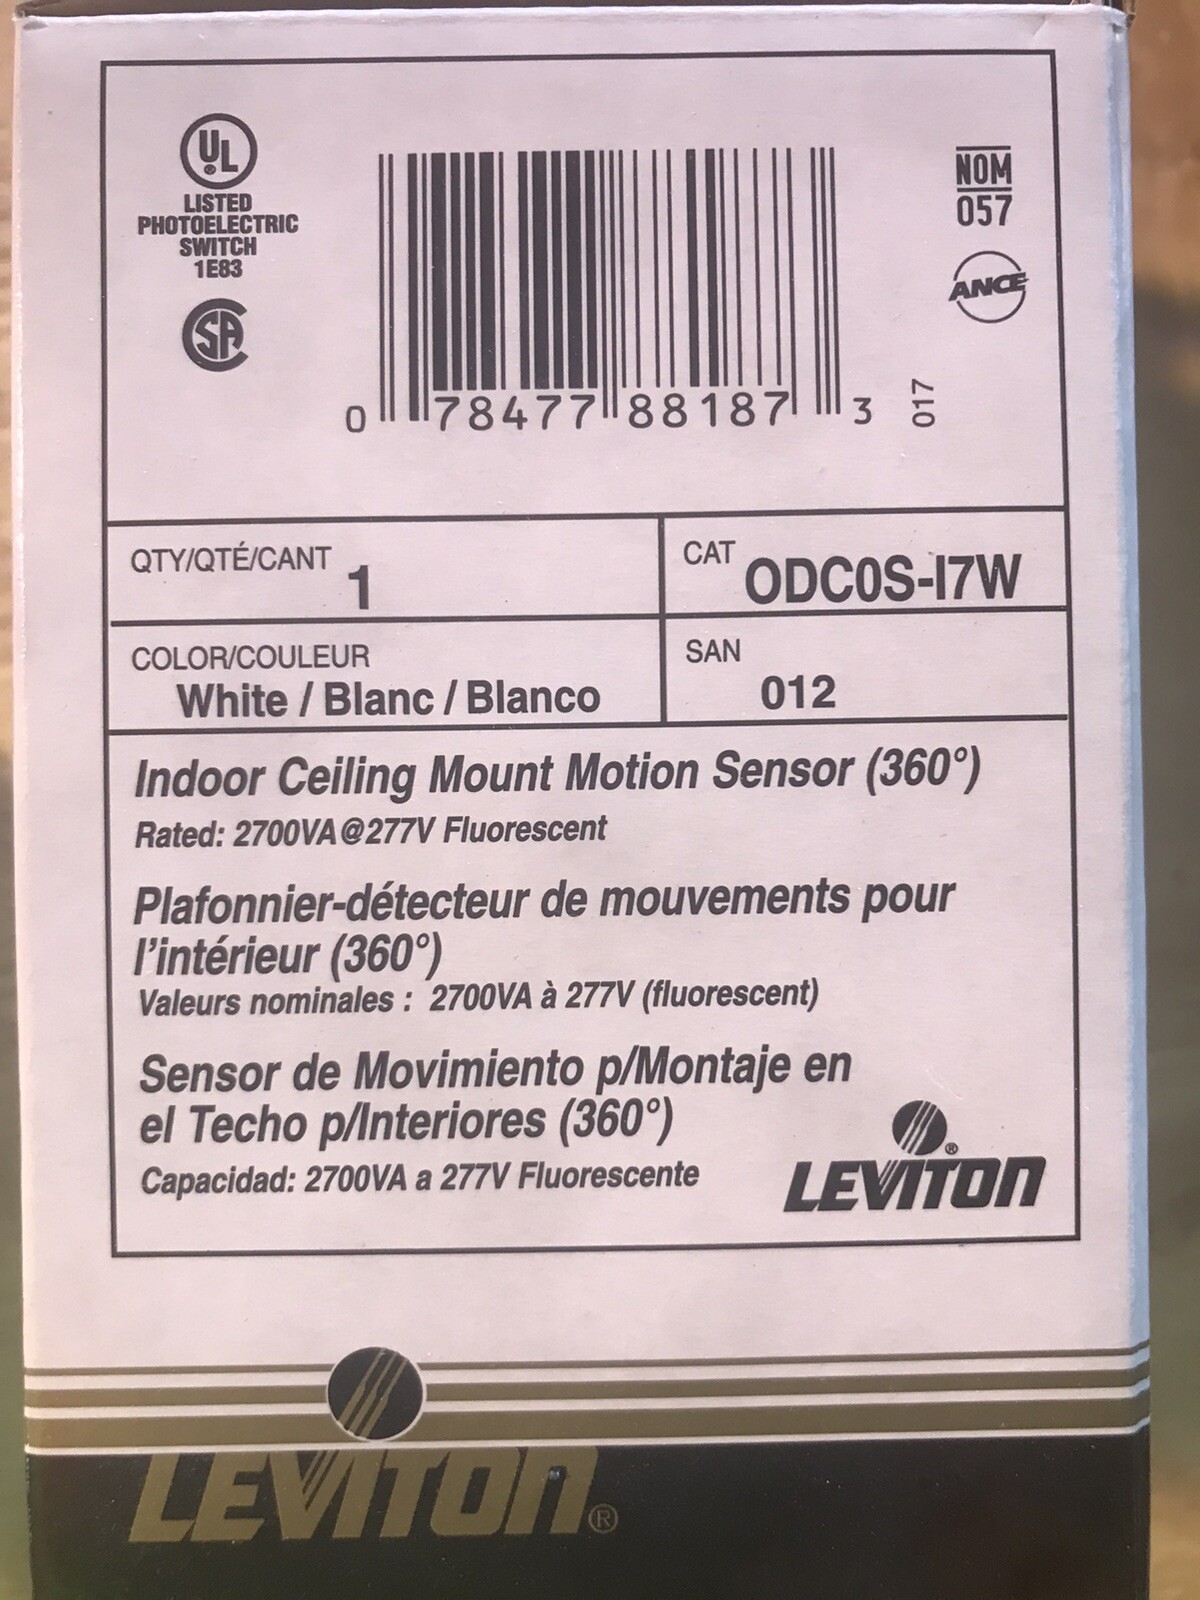 UL
LISTED
PHOTOELECTRIC
SWITCH
1E83
SA
NOM
057
ANCE
0 78477 88187 3
017
QTY/QTÉ/CANT 1
CAT ODC0S-I7W
COLOR/COULEUR
White / Blanc / Blanco
SAN
012
Indoor Ceiling Mount Motion Sensor (360°)
Rated: 2700VA@277V Fluorescent
Plafonnier-détecteur de mouvements pour
l'intérieur (360°)
Valeurs nominales : 2700VA à 277V (fluorescent)
Sensor de Movimiento p/Montaje en
el Techo p/Interiores (360°)
Capacidad: 2700VA a 277V Fluorescente
LEVITON®
LEVITON®